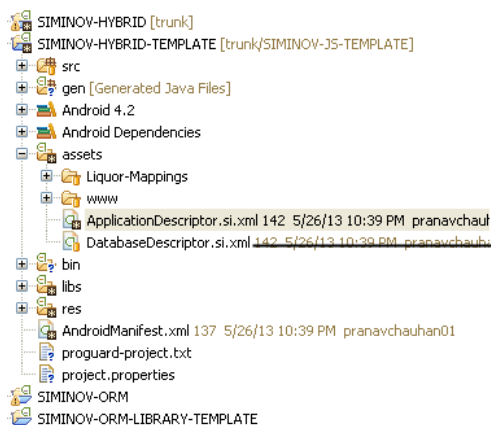 SIMINOV-HYBRID [trunk]
SIMINOV-HYBRID-TEMPLATE [trunk/SIMINOV-JS-TEMPLATE]
src
gen [Generated Java Files]
Android 4.2
Android Dependencies
assets
Liquor-Mappings
www
ApplicationDescriptor.si.xml 142 5/26/13 10:39 PM pranavchauh
DatabaseDescriptor.si.xml 142 5/26/13 10:39 PM pranavchauh
bin
libs
res
AndroidManifest.xml 137 5/26/13 10:39 PM pranavchauhan01
proguard-project.txt
project.properties
SIMINOV-ORM
SIMINOV-ORM-LIBRARY-TEMPLATE